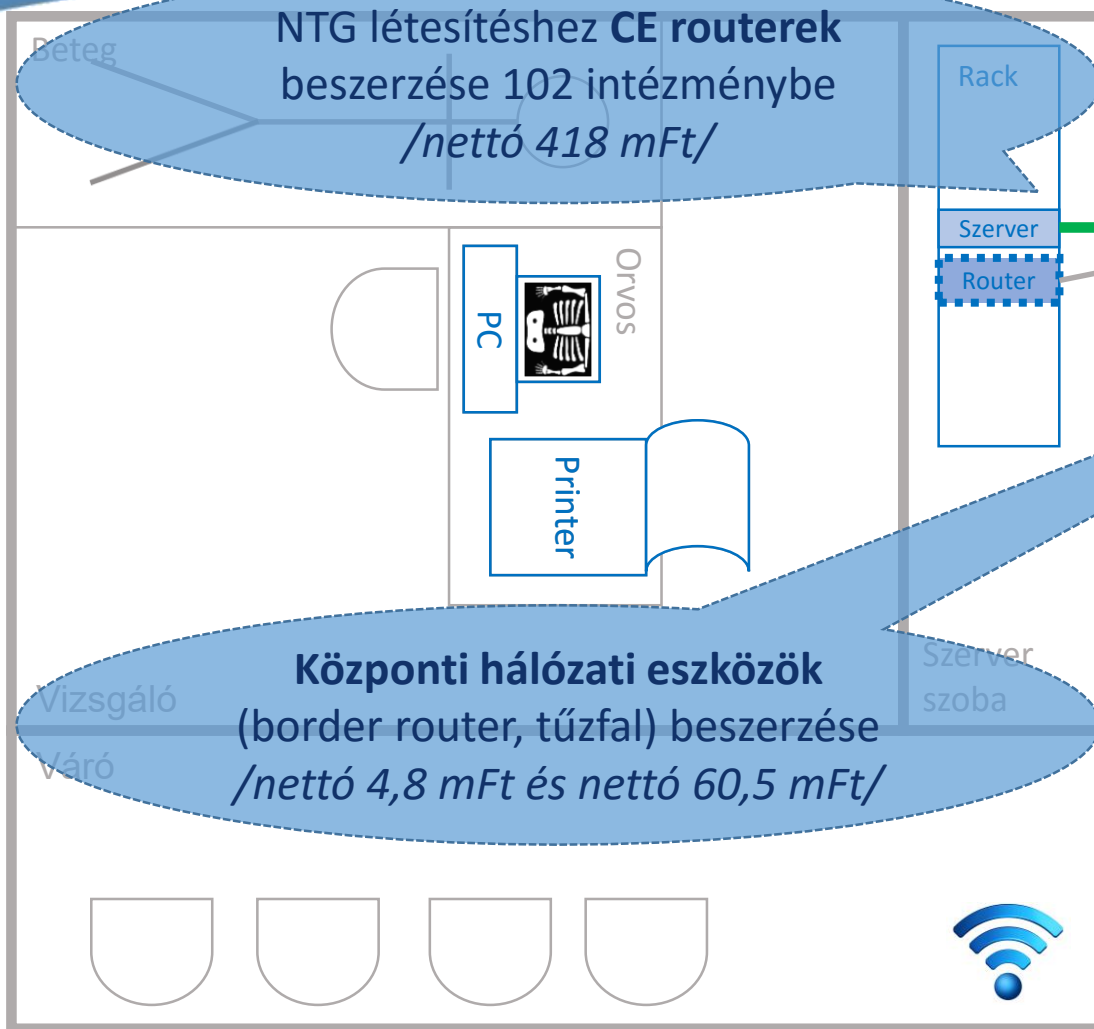 Beteg
NTG létesítéshez CE routerek
beszerzése 102 intézménybe
/nettó 418 mFt/
Rack
Szerver
Router
Orvos
PC
Printer
Központi hálózati eszközök
(border router, tűzfal) beszerzése
/nettó 4,8 mFt és nettó 60,5 mFt/
Szerver
szoba
Vizsgáló
Váró